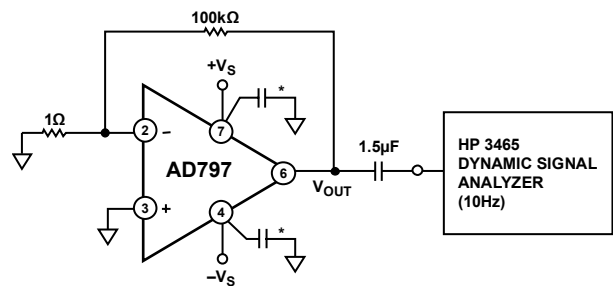 100kΩ
+VS
*
1Ω
2
−
7
1.5µF
HP 3465
DYNAMIC SIGNAL
ANALYZER
(10Hz)
AD797
6
VOUT
3
+
4
*
−VS